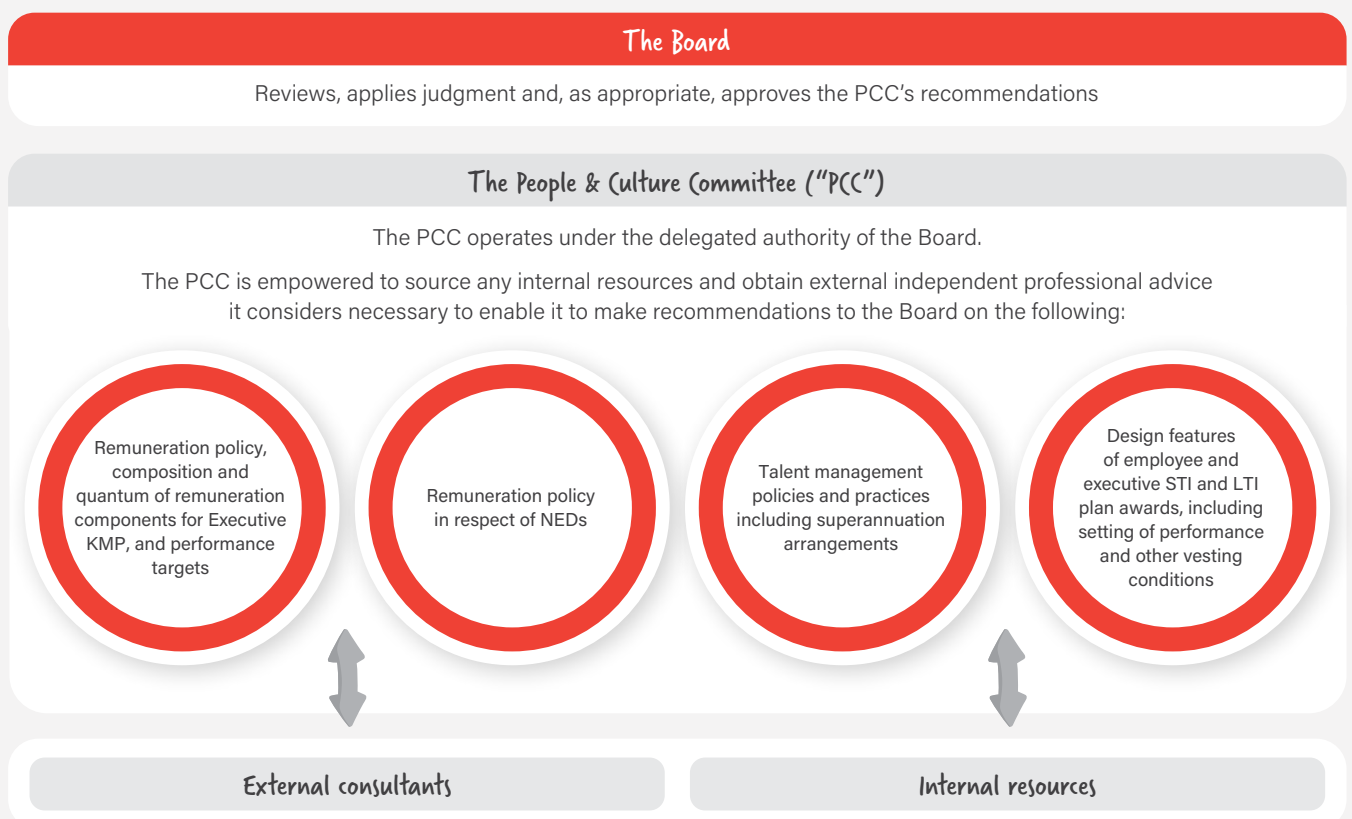 The Board
Reviews, applies judgment and, as appropriate, approves the PCC's recommendations
The People & Culture Committee ("PCC")
The PCC operates under the delegated authority of the Board.
The PCC is empowered to source any internal resources and obtain external independent professional advice
it considers necessary to enable it to make recommendations to the Board on the following:
Remuneration policy,
composition and
quantum of remuneration
components for Executive
KMP, and performance
targets
Remuneration policy
in respect of NEDs
Talent management
policies and practices
including superannuation
arrangements
Design features
of employee and
executive STI and LTI
plan awards, including
setting of performance
and other vesting
conditions
External consultants
Internal resources